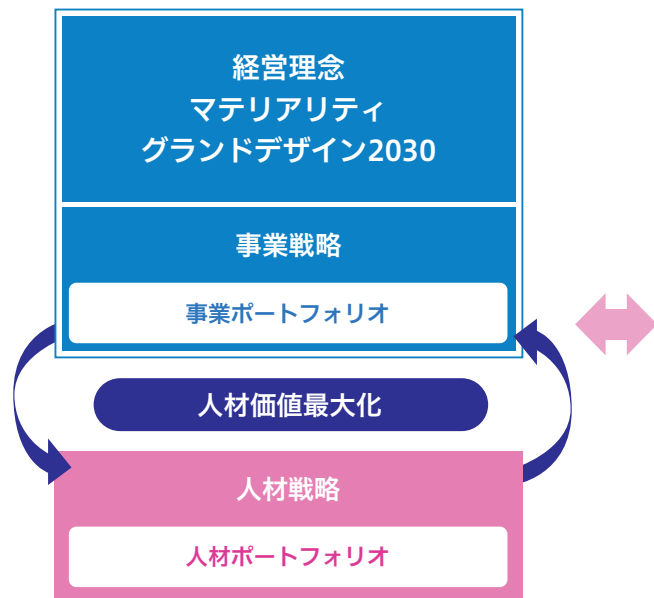 経営理念
マテリアリティ
グランドデザイン2030
事業戦略
事業ポートフォリオ
人材価値最大化
人材戦略
人材ポートフォリオ